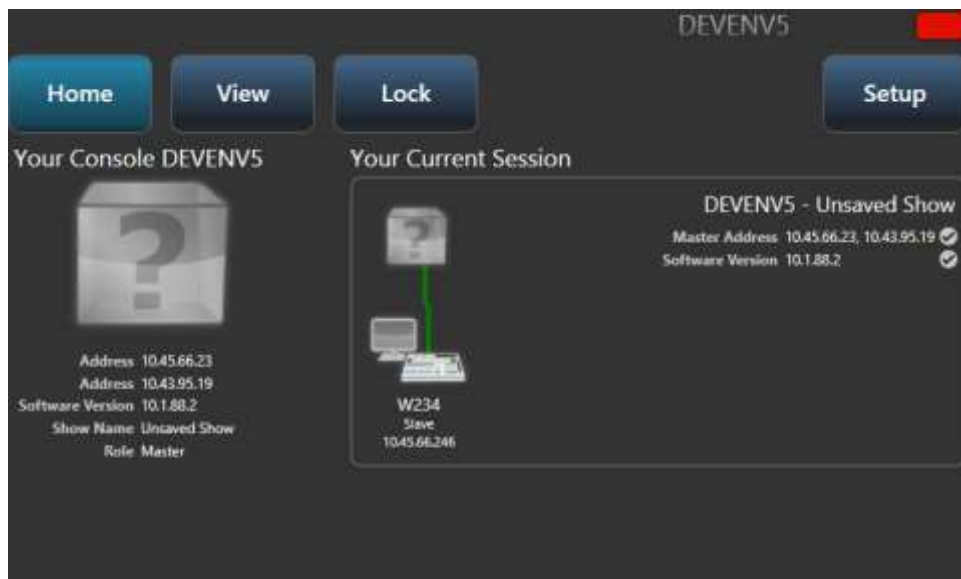 DEVENV5
Home View Lock Setup
Your Console DEVENV5
?
Address 10.45.66.23
Address 10.43.95.19
Software Version 10.1.88.2
Show Name Unsaved Show
Role Master
Your Current Session
?
DEVENV5 - Unsaved Show
Master Address 10.45.66.23, 10.43.95.19
Software Version 10.1.88.2
W234
Slave
10.45.66.246